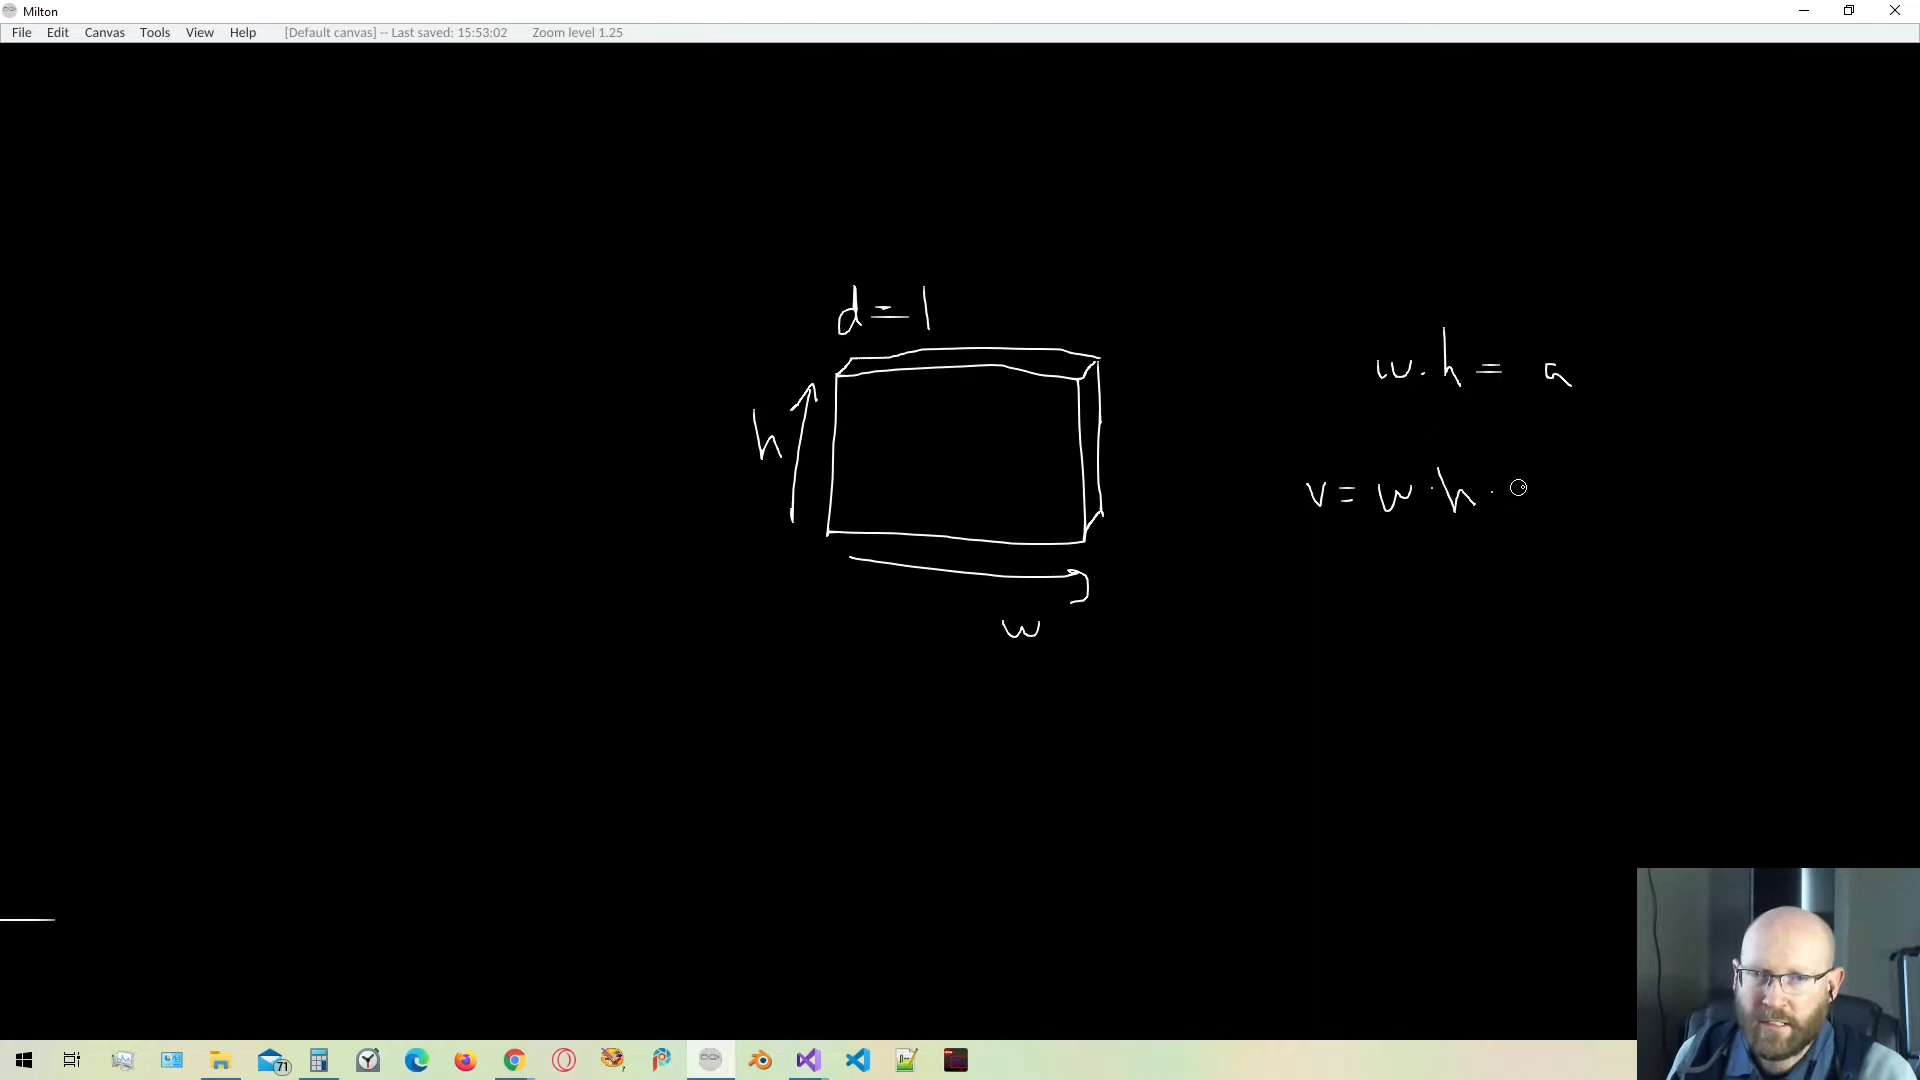 Milton
File Edit Canvas Tools View Help [Default canvas] -- Last saved: 15:53:02 Zoom level 1.25
d = 1
h
w
w . h = a
v = w . h .
71